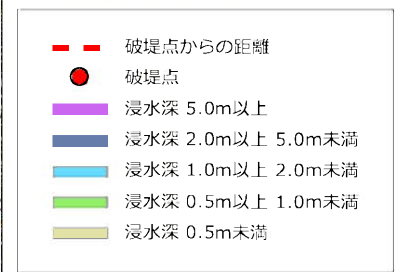 破堤点からの距離
破堤点
浸水深 5.0m以上
浸水深 2.0m以上 5.0m未満
浸水深 1.0m以上 2.0m未満
浸水深 0.5m以上 1.0m未満
浸水深 0.5m未満